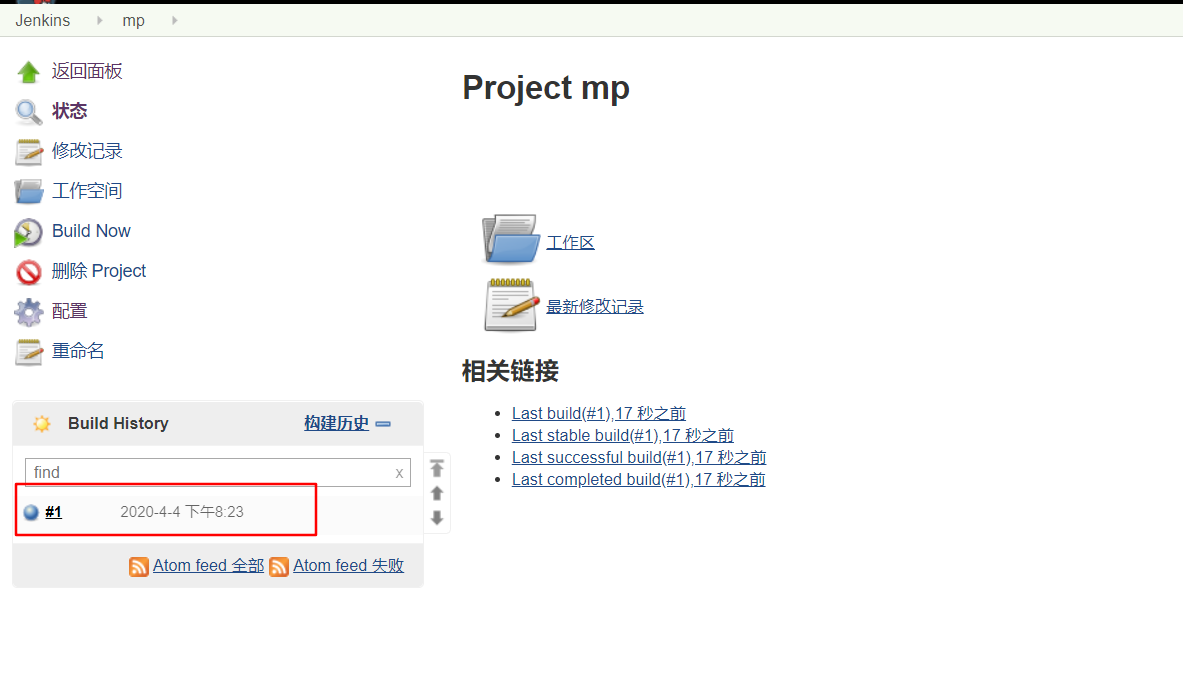 Jenkins mp
返回面板
状态
修改记录
工作空间
Build Now
删除 Project
配置
重命名
Build History 构建历史
find x
#1 2020-4-4 下午8:23
Atom feed 全部 Atom feed 失败
Project mp
工作区
最新修改记录
相关链接
Last build(#1),17 秒之前
Last stable build(#1),17 秒之前
Last successful build(#1),17 秒之前
Last completed build(#1),17 秒之前